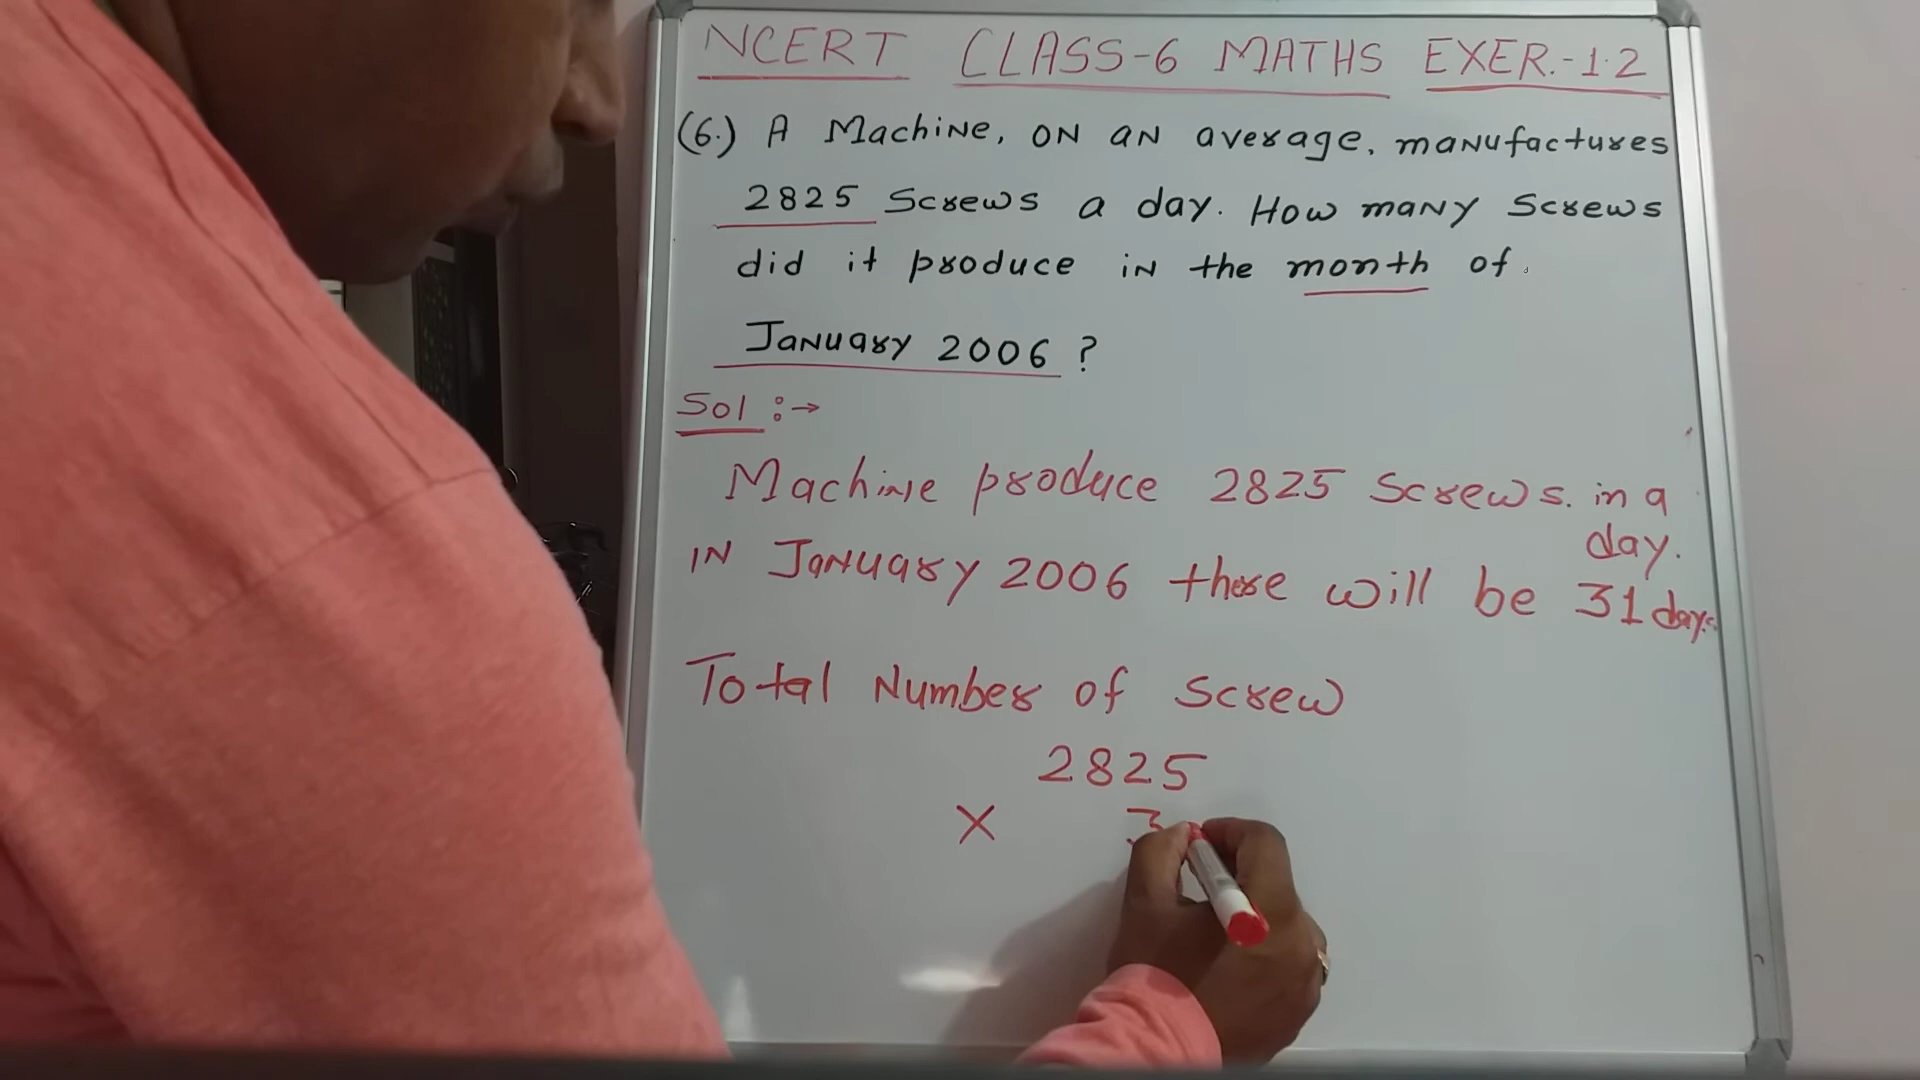 NCERT CLASS-6 MATHS EXER.-1.2
(6.) A Machine, ON AN average, manufactures
2825 Screws a day. How many Screws
did it produce in the month of
January 2006 ?
Sol :→
Machine produce 2825 Screws. in a
day.
IN January 2006 there will be 31 days.
Total Number of Screw
2825
× 3